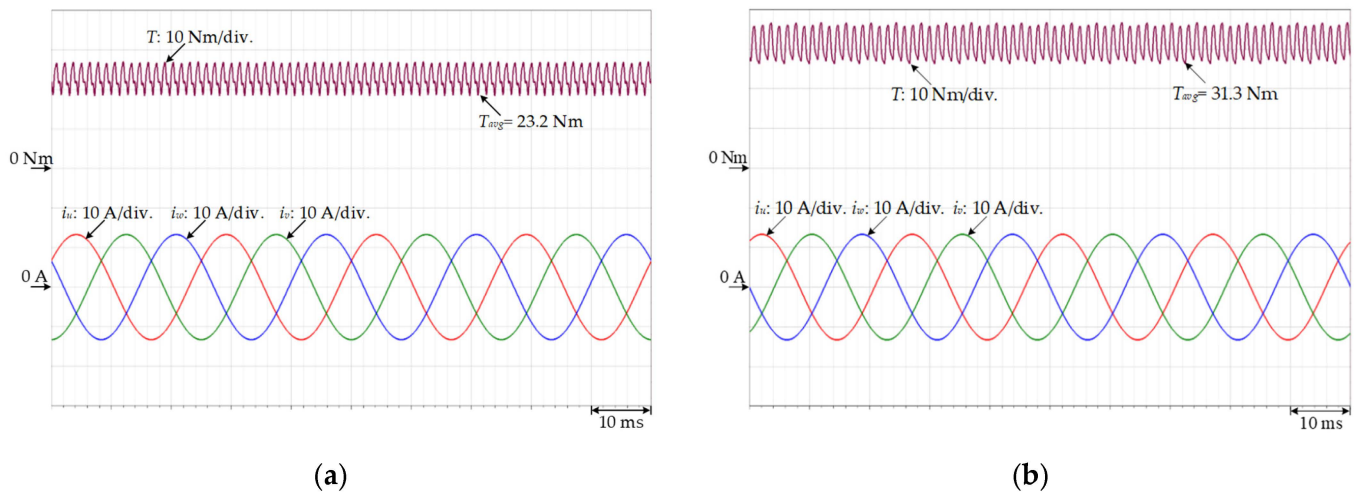 T: 10 Nm/div.
Tavg= 23.2 Nm
0 Nm
iu: 10 A/div. iw: 10 A/div. iv: 10 A/div.
0 A
10 ms
(a)
T: 10 Nm/div.
Tavg= 31.3 Nm
0 Nm
iu: 10 A/div. iw: 10 A/div. iv: 10 A/div.
0 A
10 ms
(b)